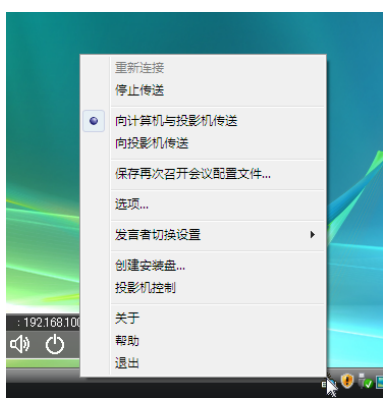 重新连接
停止传送
向计算机与投影机传送
向投影机传送
保存再次召开会议配置文件...
选项...
发言者切换设置
创建安装盘...
投影机控制
关于
: 192.168.100
帮助
退出